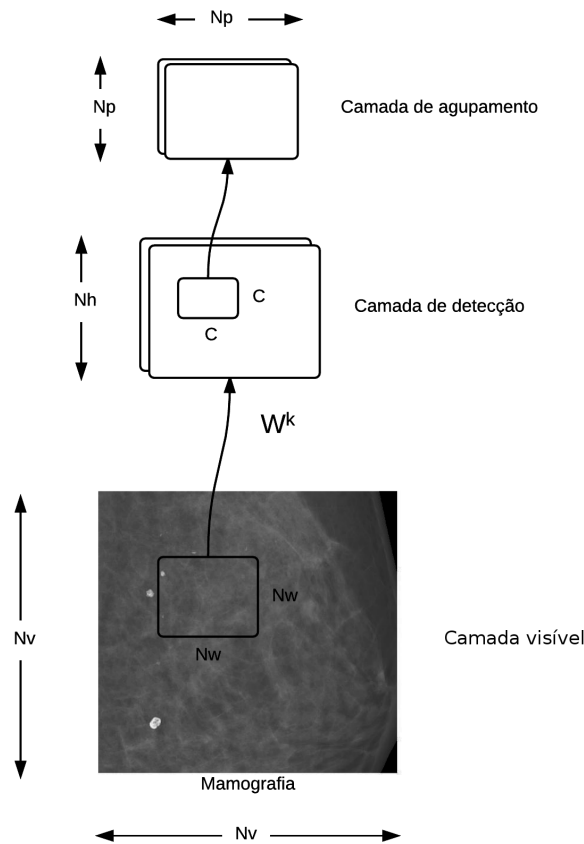 Np
Np
Camada de agupamento
Nh
C
C
Camada de detecção
W^k
Nv
Nw
Nw
Camada visível
Mamografia
Nv